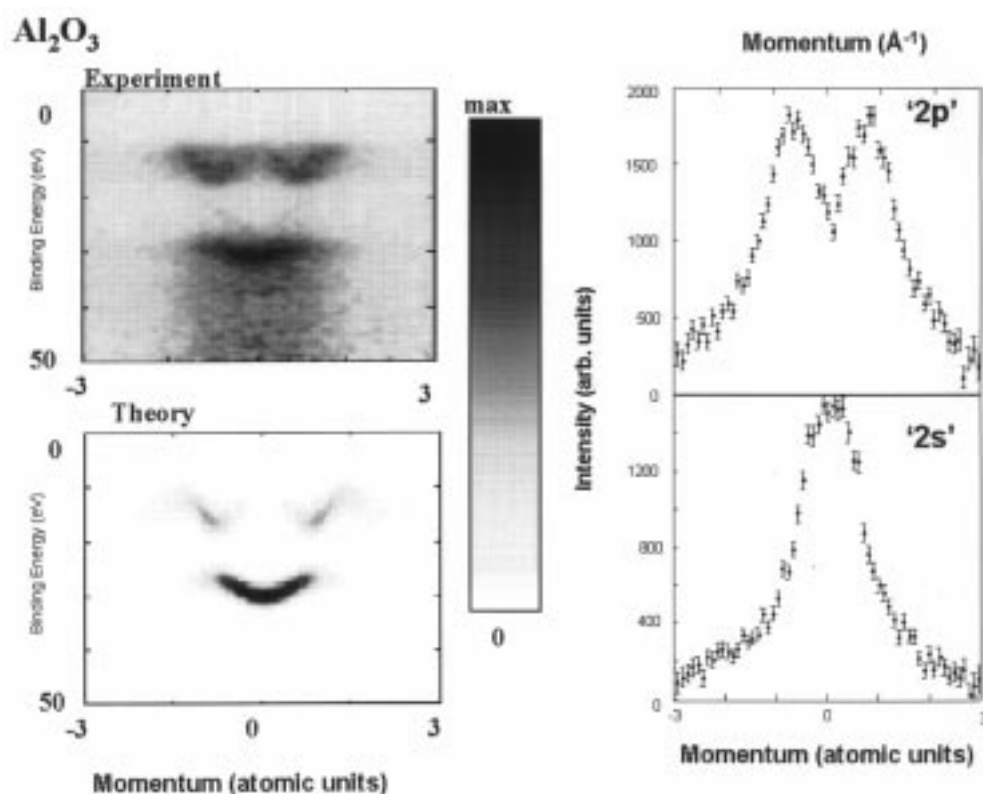 Al₂O₃
Experiment
0
Binding Energy (eV)
50
-3
3
Theory
0
Binding Energy (eV)
50
-3
0
3
Momentum (atomic units)
max
0
Momentum (Å⁻¹)
2000
'2p'
1500
1000
500
0
Intensity (arb. units)
'2s'
1200
800
400
0
-3
0
3
Momentum (atomic units)